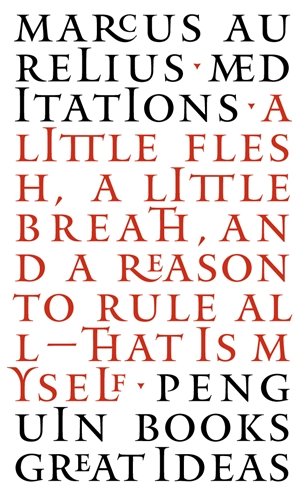 MARCUS AU
RELIUS · MED
ITATIONS · A
LITTLE FLES
H, A LITTLE
BREATH, AN
D A REASON
TO RULE AL
L—THAT IS M
YSELF · PENG
UIN BOOKS
GREAT IDEAS